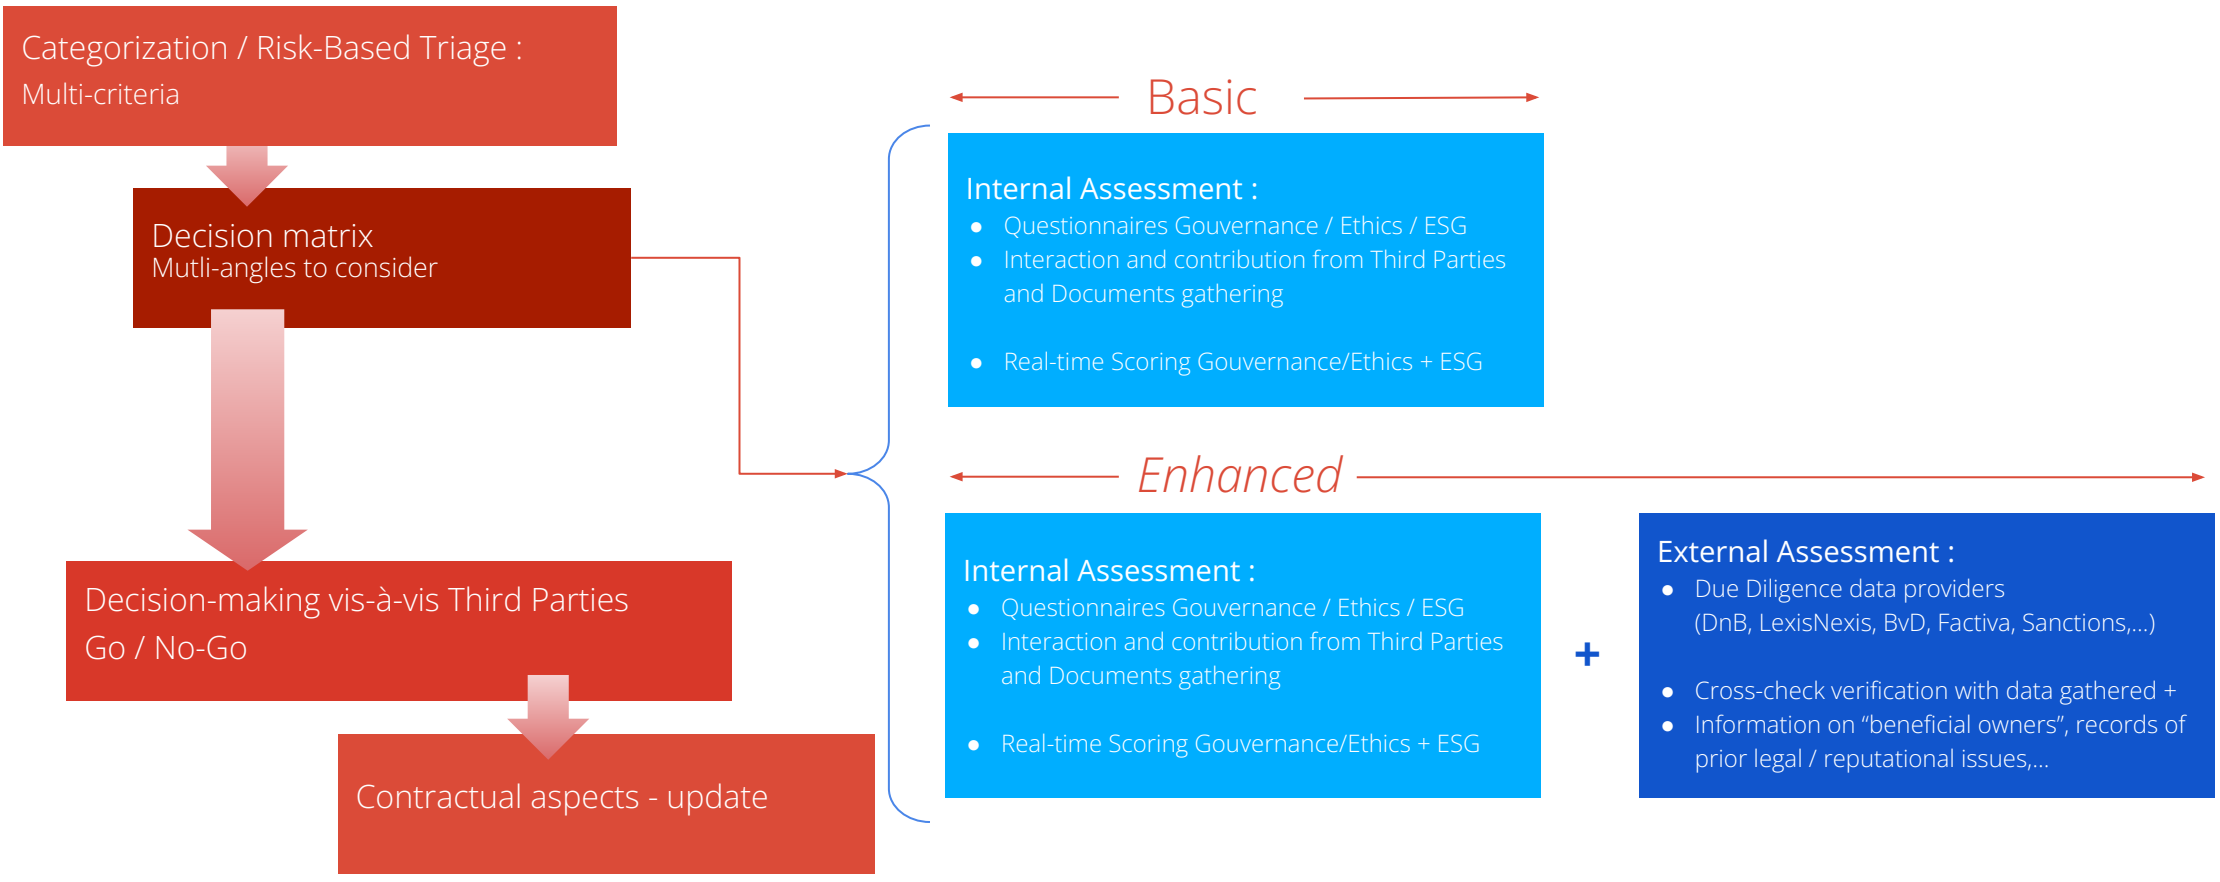 Categorization / Risk-Based Triage :
Multi-criteria
Decision matrix
Mutli-angles to consider
Decision-making vis-à-vis Third Parties
Go / No-Go
Contractual aspects - update
Basic
Internal Assessment :
● Questionnaires Gouvernance / Ethics / ESG
● Interaction and contribution from Third Parties
and Documents gathering
● Real-time Scoring Gouvernance/Ethics + ESG
Enhanced
Internal Assessment :
● Questionnaires Gouvernance / Ethics / ESG
● Interaction and contribution from Third Parties
and Documents gathering
● Real-time Scoring Gouvernance/Ethics + ESG
+
External Assessment :
● Due Diligence data providers
(DnB, LexisNexis, BvD, Factiva, Sanctions,...)
● Cross-check verification with data gathered +
● Information on “beneficial owners”, records of
prior legal / reputational issues,...